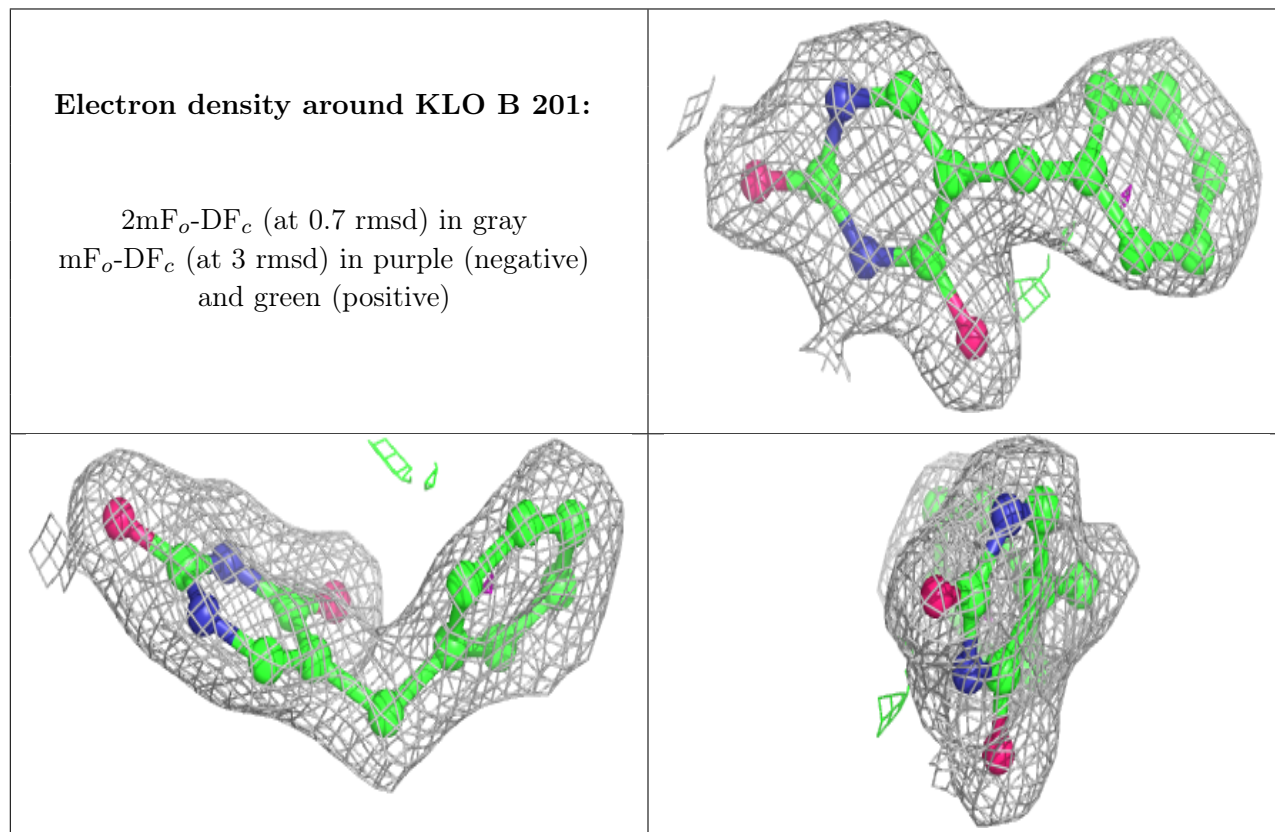 Electron density around KLO B 201:
2mFo-DFc (at 0.7 rmsd) in gray
mFo-DFc (at 3 rmsd) in purple (negative)
and green (positive)